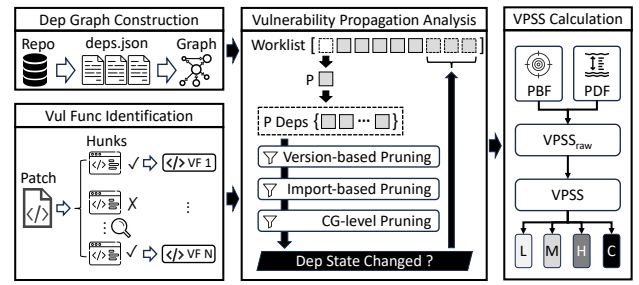 Dep Graph Construction
Repo
deps.json
Graph
Vul Func Identification
Hunks
Patch
</> ✓ </> VF 1
</> ✗
</> ✓ </> VF N
</>
Vulnerability Propagation Analysis
Worklist [ ]
P
P Deps { ... }
Version-based Pruning
Import-based Pruning
CG-level Pruning
Dep State Changed ?
VPSS Calculation
PBF
PDF
VPSSraw
VPSS
L M H C